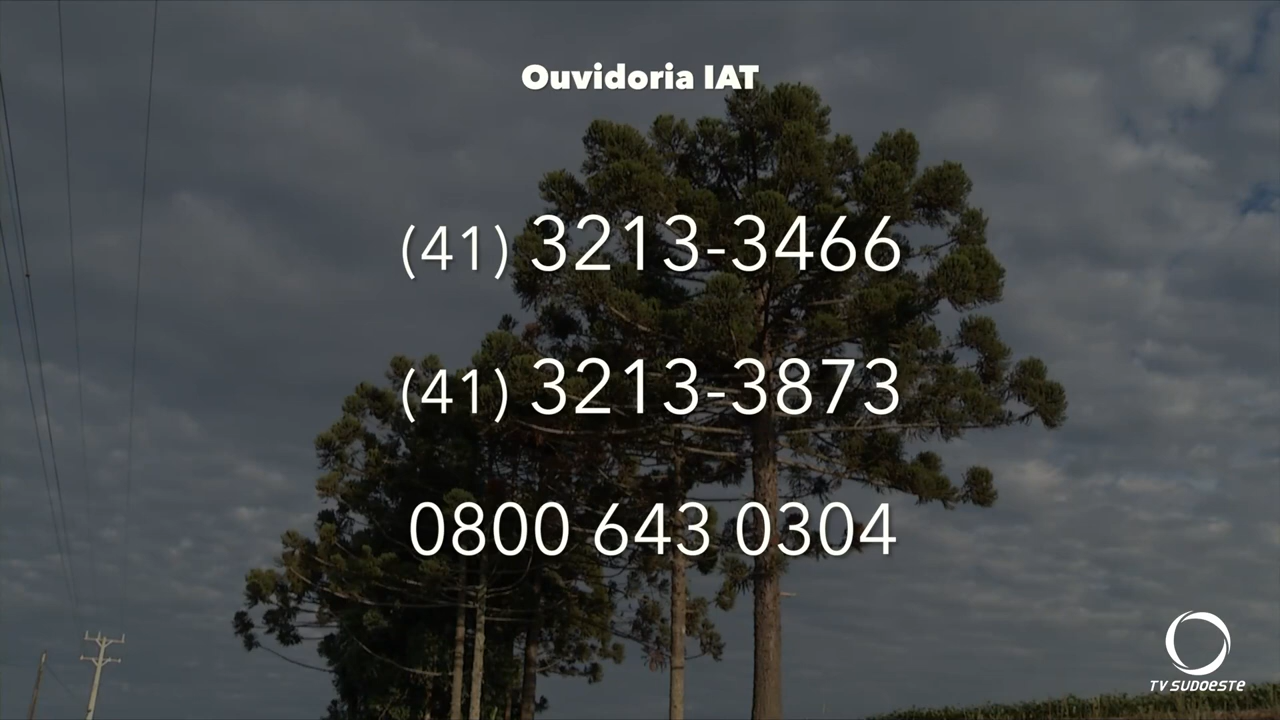 Ouvidoria IAT
(41) 3213-3466
(41) 3213-3873
0800 643 0304
TV SUDOESTE